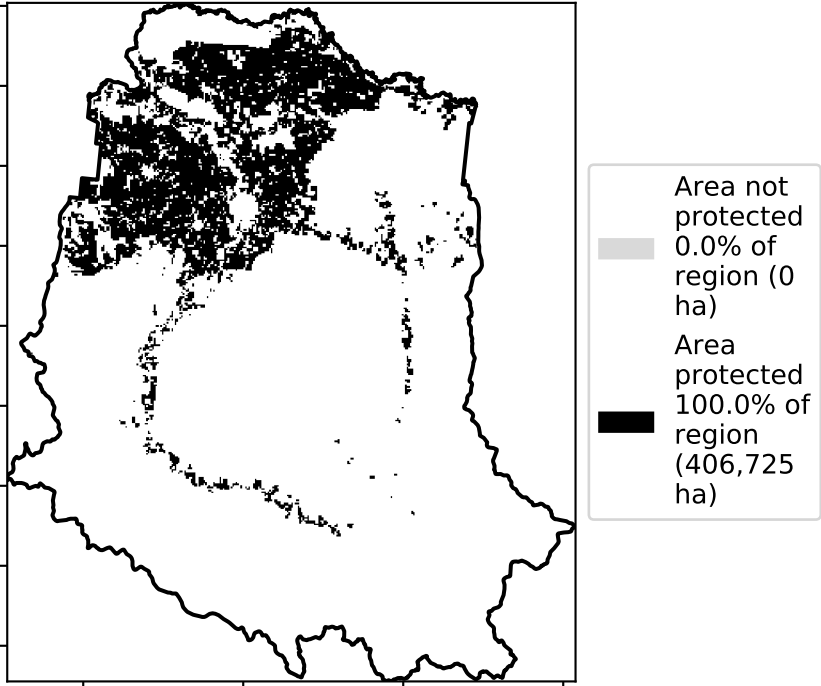 Area not
protected
0.0% of
region (0
ha)
Area
protected
100.0% of
region
(406,725
ha)